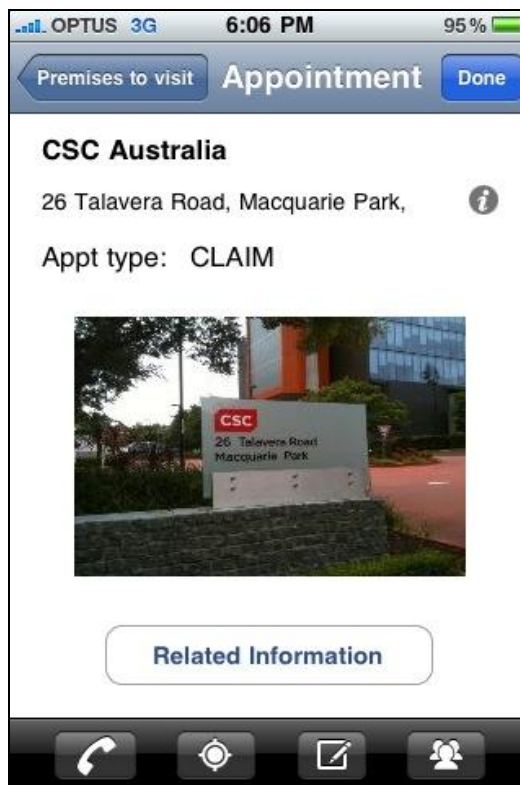 OPTUS 3G 6:06 PM 95%
Premises to visit Appointment Done
CSC Australia
26 Talavera Road, Macquarie Park,
Appt type: CLAIM
CSC
26 Talavera Road
Macquarie Park
Related Information